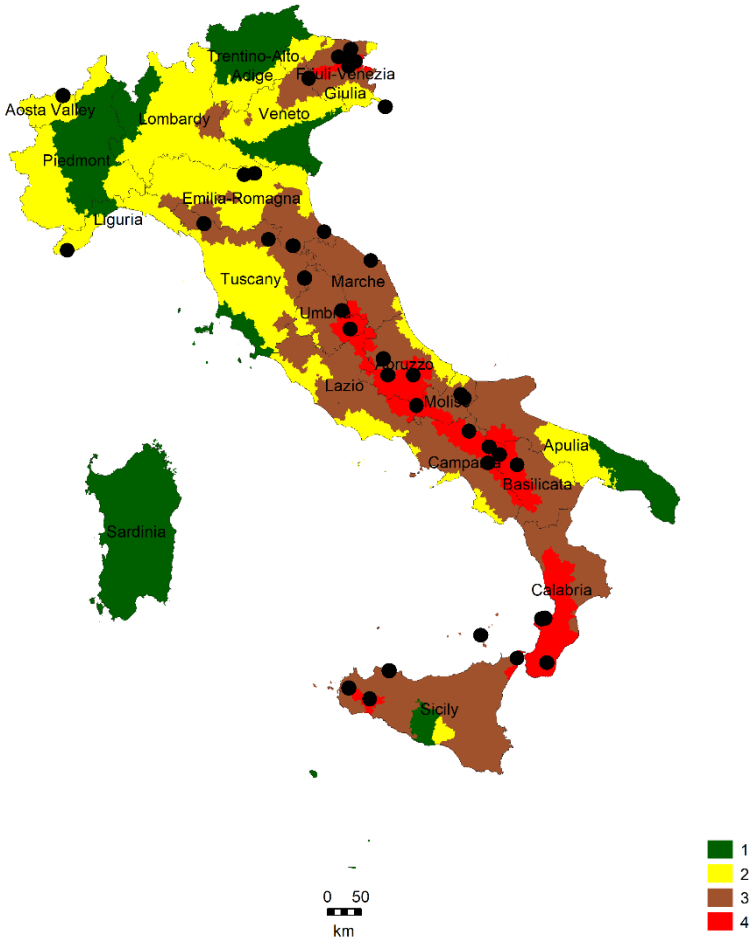 Trentino-Alto
Adige
Friuli-Venezia
Giulia
Aosta Valley
Lombardy
Veneto
Piedmont
Emilia-Romagna
Liguria
Tuscany
Marche
Umbria
Abruzzo
Lazio
Molise
Apulia
Campania
Basilicata
Sardinia
Calabria
Sicily
1
2
3
4
0 50
km